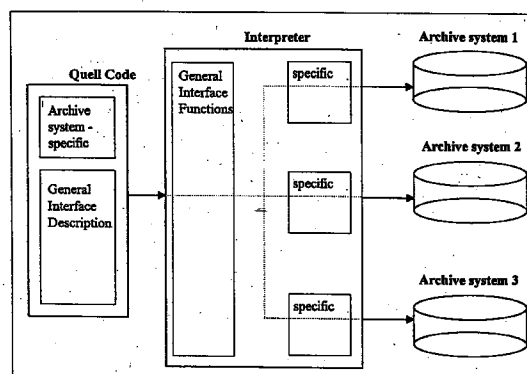 Interpreter
Archive system 1
Quell Code
General
Interface
Functions
specific
Archive
system -
specific
Archive system 2
General
Interface
Description
specific
Archive system 3
specific